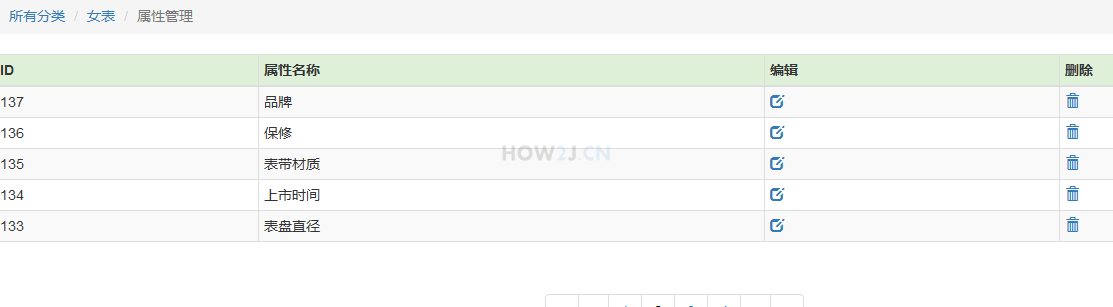 所有分类 / 女表 / 属性管理
ID 属性名称 编辑 删除
137 品牌
136 保修
135 表带材质
HOW2J.CN
134 上市时间
133 表盘直径